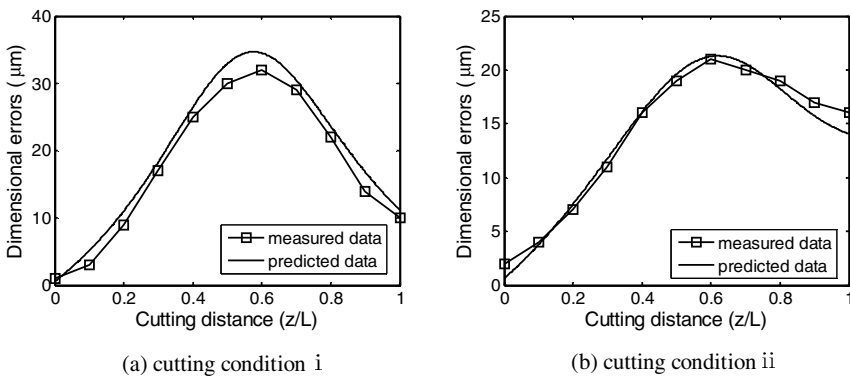 40
30
20
10
0
0 0.2 0.4 0.6 0.8 1
Dimensional errors ( μm)
Cutting distance (z/L)
measured data
predicted data
(a) cutting condition ⅰ
25
20
15
10
5
0
0 0.2 0.4 0.6 0.8 1
Dimensional errors ( μm)
Cutting distance (z/L)
measured data
predicted data
(b) cutting condition ⅱ